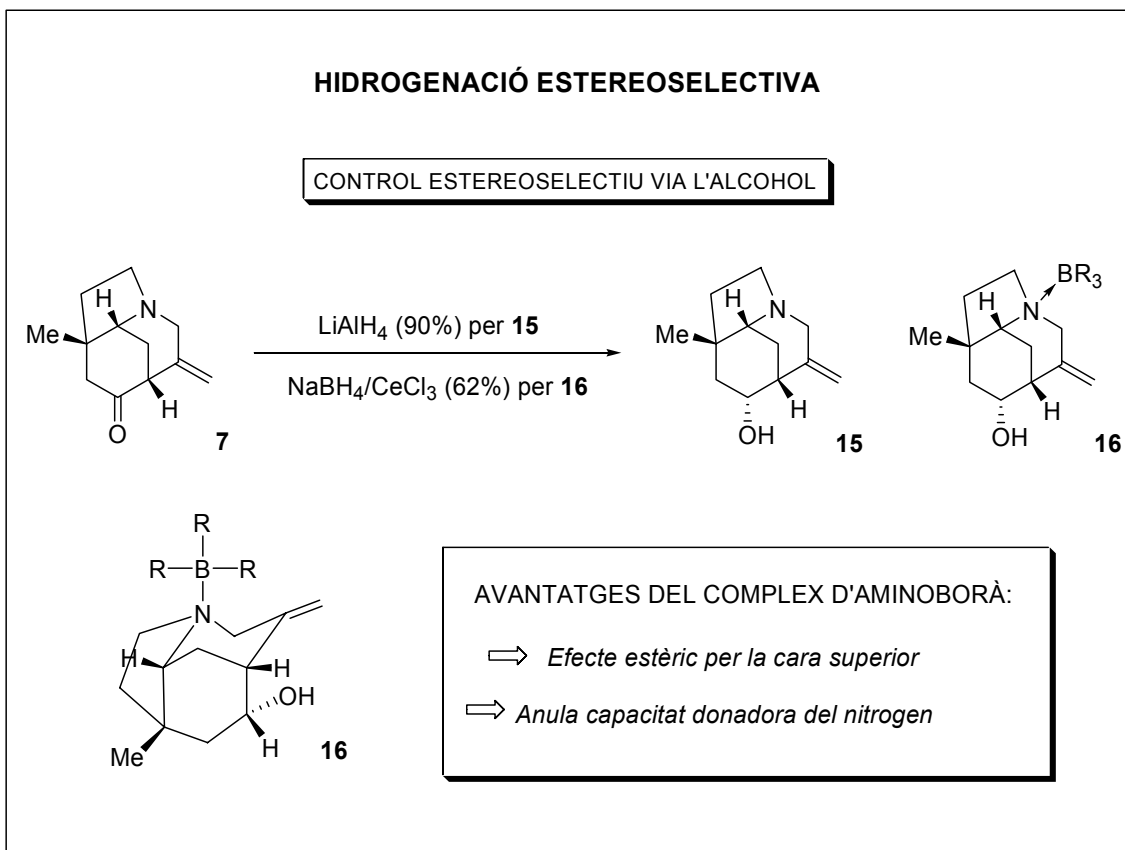 HIDROGENACIÓ ESTEREOSELECTIVA
CONTROL ESTEREOSELECTIU VIA L'ALCOHOL
H
N
Me
H
O
7
LiAlH4 (90%) per 15
NaBH4/CeCl3 (62%) per 16
H
N
Me
H
OH
15
BR3
H
N
Me
H
OH
16
R
R B R
N
H
H
OH
Me
H
16
AVANTATGES DEL COMPLEX D'AMINOBORÀ:
⇨ Efecte estèric per la cara superior
⇨ Anula capacitat donadora del nitrogen